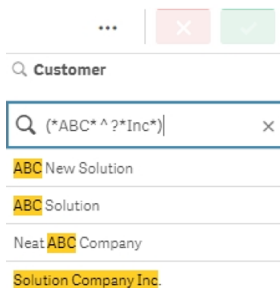 ...
Customer
(*ABC*^?*Inc*)
ABC New Solution
ABC Solution
Neat ABC Company
Solution Company Inc.